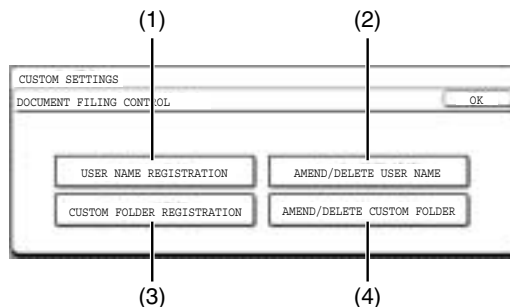 (1) (2)
CUSTOM SETTINGS
DOCUMENT FILING CONTROL OK
USER NAME REGISTRATION AMEND/DELETE USER NAME
CUSTOM FOLDER REGISTRATION AMEND/DELETE CUSTOM FOLDER
(3) (4)